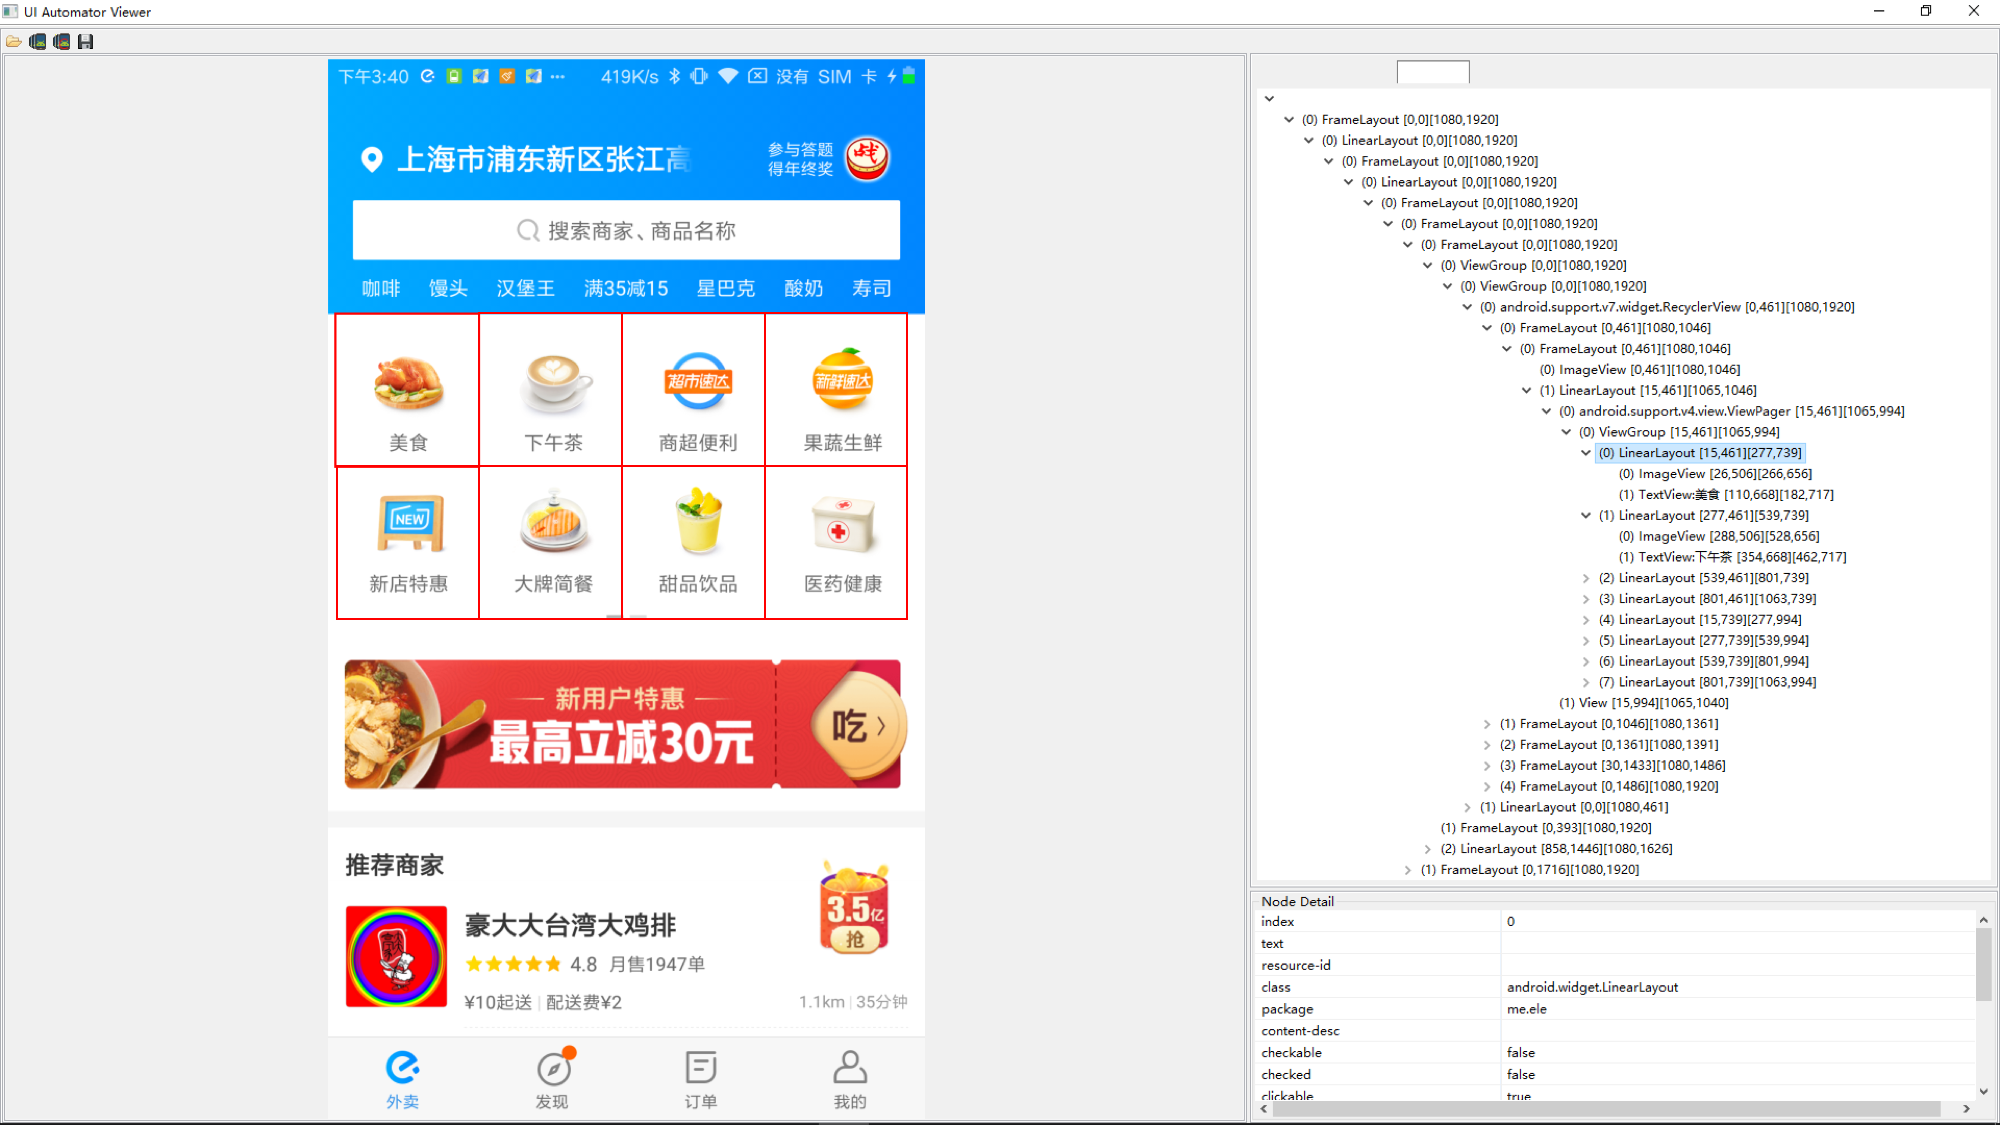 UI Automator Viewer
下午3:40 419K/s 没有 SIM 卡
上海市浦东新区张江高
参与答题
得年终奖
战
搜索商家、商品名称
咖啡 馒头 汉堡王 满35减15 星巴克 酸奶 寿司
超市速达 新鲜速达
美食 下午茶 商超便利 果蔬生鲜
NEW
新店特惠 大牌简餐 甜品饮品 医药健康
新用户特惠
最高立减30元
吃
推荐商家
3.5亿
抢
豪大大台湾大鸡排
4.8 月售1947单
¥10起送 配送费¥2 1.1km 35分钟
外卖 发现 订单 我的
(0) FrameLayout [0,0][1080,1920]
(0) LinearLayout [0,0][1080,1920]
(0) FrameLayout [0,0][1080,1920]
(0) LinearLayout [0,0][1080,1920]
(0) FrameLayout [0,0][1080,1920]
(0) FrameLayout [0,0][1080,1920]
(0) FrameLayout [0,0][1080,1920]
(0) ViewGroup [0,0][1080,1920]
(0) ViewGroup [0,0][1080,1920]
(0) android.support.v7.widget.RecyclerView [0,461][1080,1920]
(0) FrameLayout [0,461][1080,1046]
(0) FrameLayout [0,461][1080,1046]
(0) ImageView [0,461][1080,1046]
(1) LinearLayout [15,461][1065,1046]
(0) android.support.v4.view.ViewPager [15,461][1065,994]
(0) ViewGroup [15,461][1065,994]
(0) LinearLayout [15,461][277,739]
(0) ImageView [26,506][266,656]
(1) TextView:美食 [110,668][182,717]
(1) LinearLayout [277,461][539,739]
(0) ImageView [288,506][528,656]
(1) TextView:下午茶 [354,668][462,717]
(2) LinearLayout [539,461][801,739]
(3) LinearLayout [801,461][1063,739]
(4) LinearLayout [15,739][277,994]
(5) LinearLayout [277,739][539,994]
(6) LinearLayout [539,739][801,994]
(7) LinearLayout [801,739][1063,994]
(1) View [15,994][1065,1040]
(1) FrameLayout [0,1046][1080,1361]
(2) FrameLayout [0,1361][1080,1391]
(3) FrameLayout [30,1433][1080,1486]
(4) FrameLayout [0,1486][1080,1920]
(1) LinearLayout [0,0][1080,461]
(1) FrameLayout [0,393][1080,1920]
(2) LinearLayout [858,1446][1080,1626]
(1) FrameLayout [0,1716][1080,1920]
Node Detail
index 0
text
resource-id
class android.widget.LinearLayout
package me.ele
content-desc
checkable false
checked false
clickable true